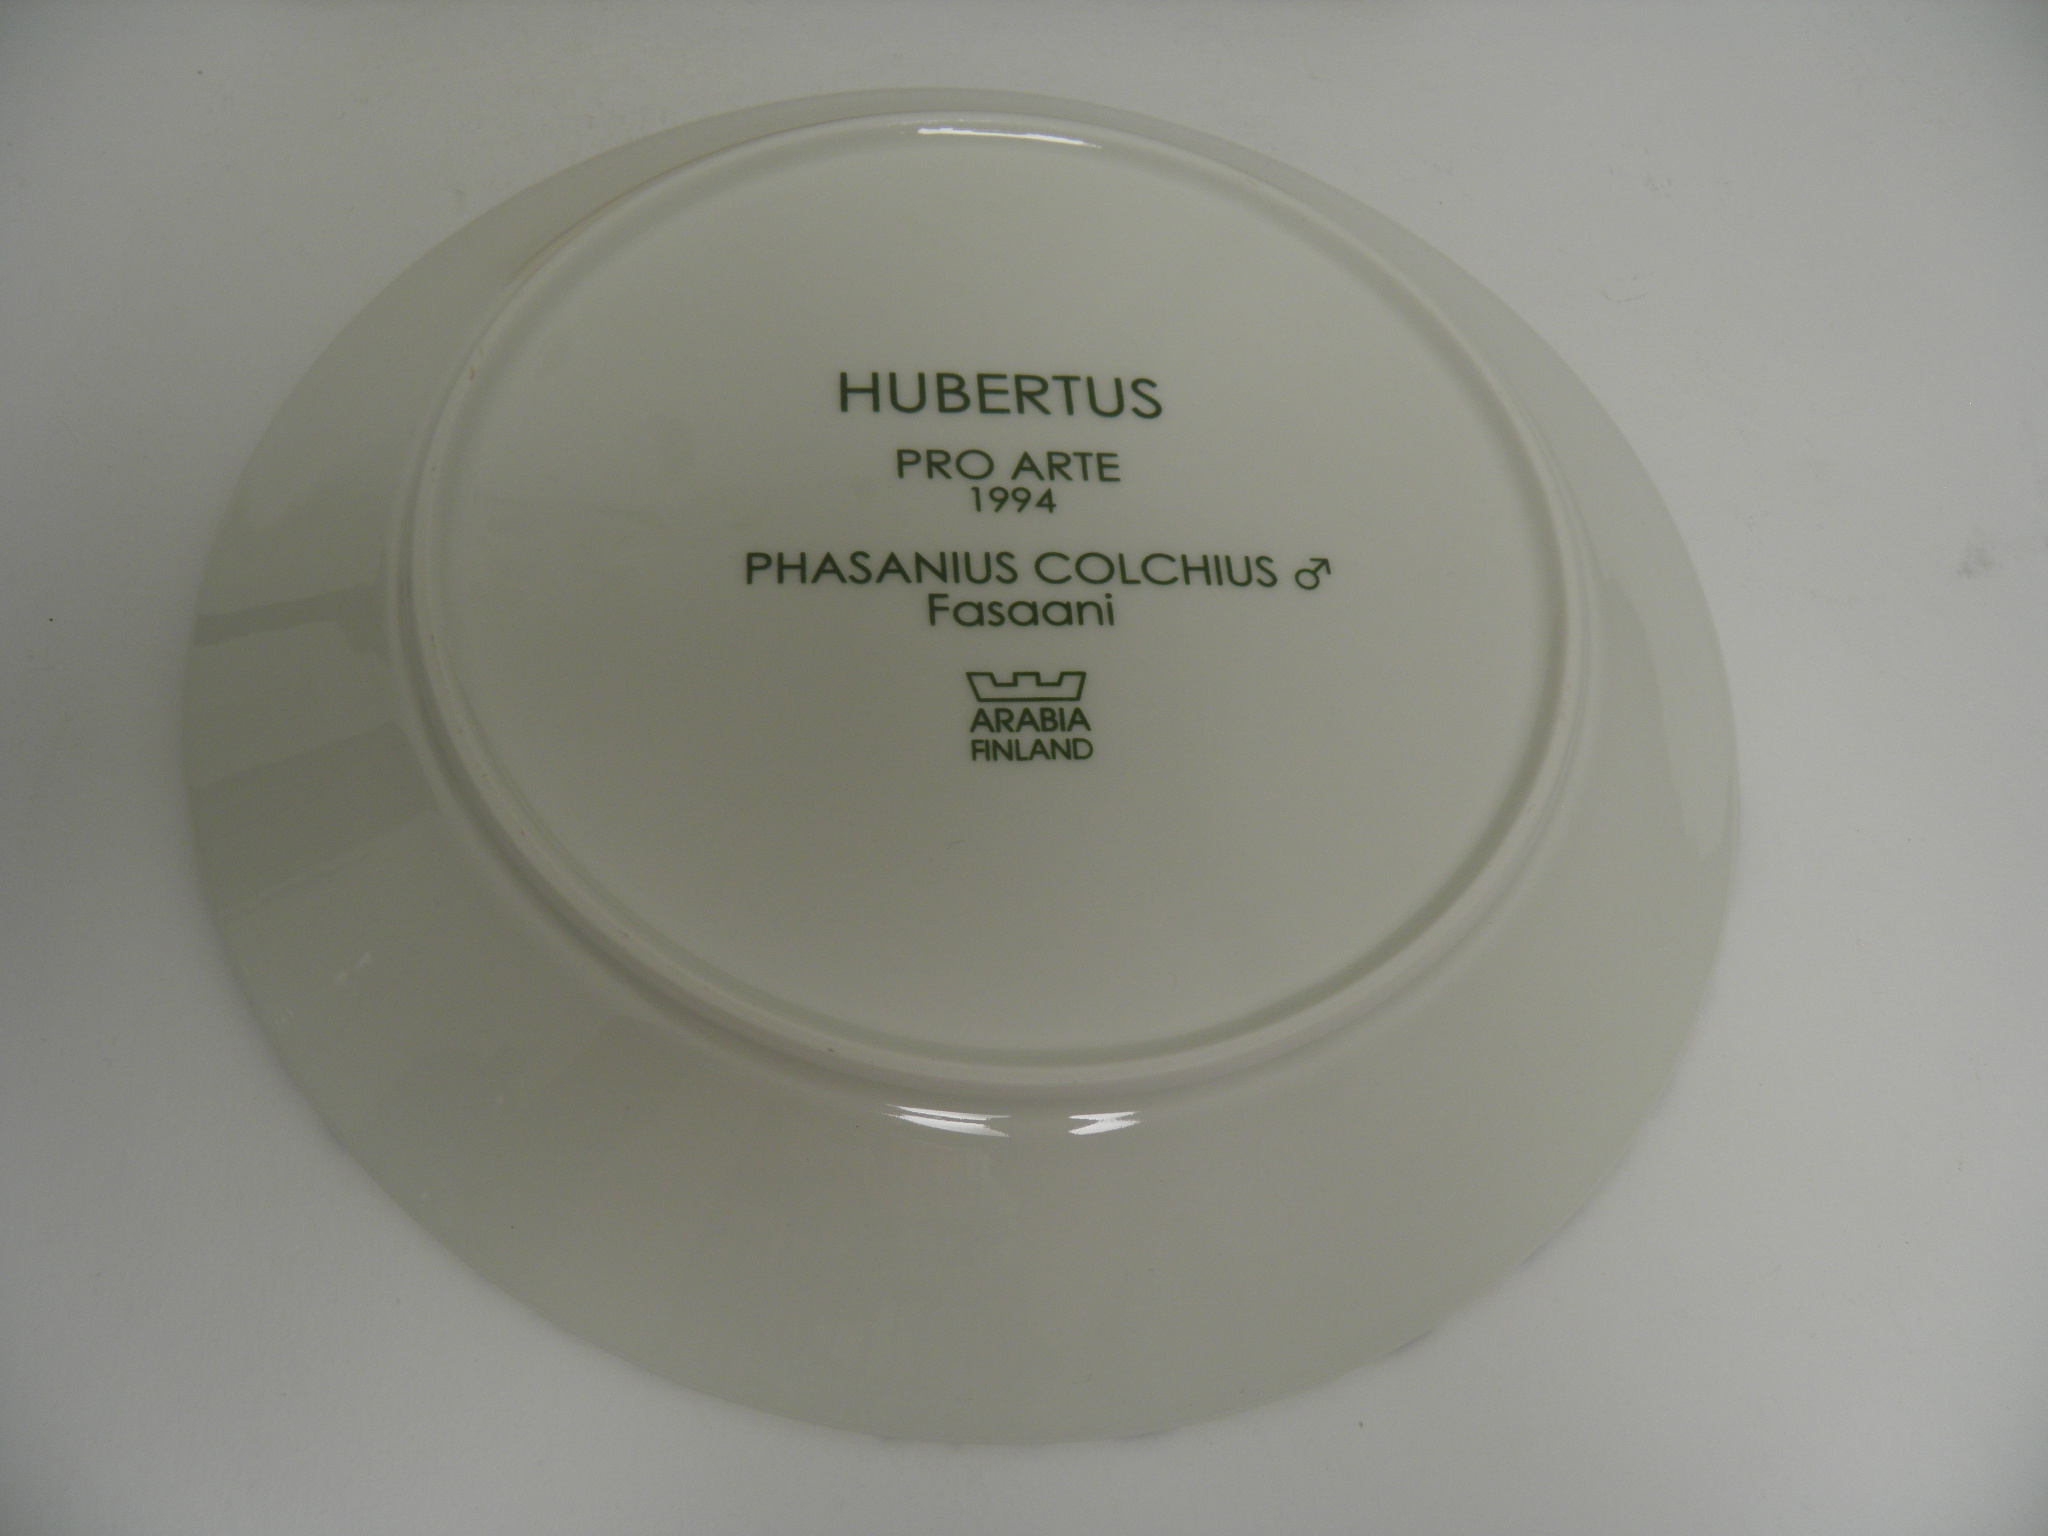 HUBERTUS
PRO ARTE
1994
PHASANIUS COLCHIUS ♂
Fasaani
ARABIA
FINLAND